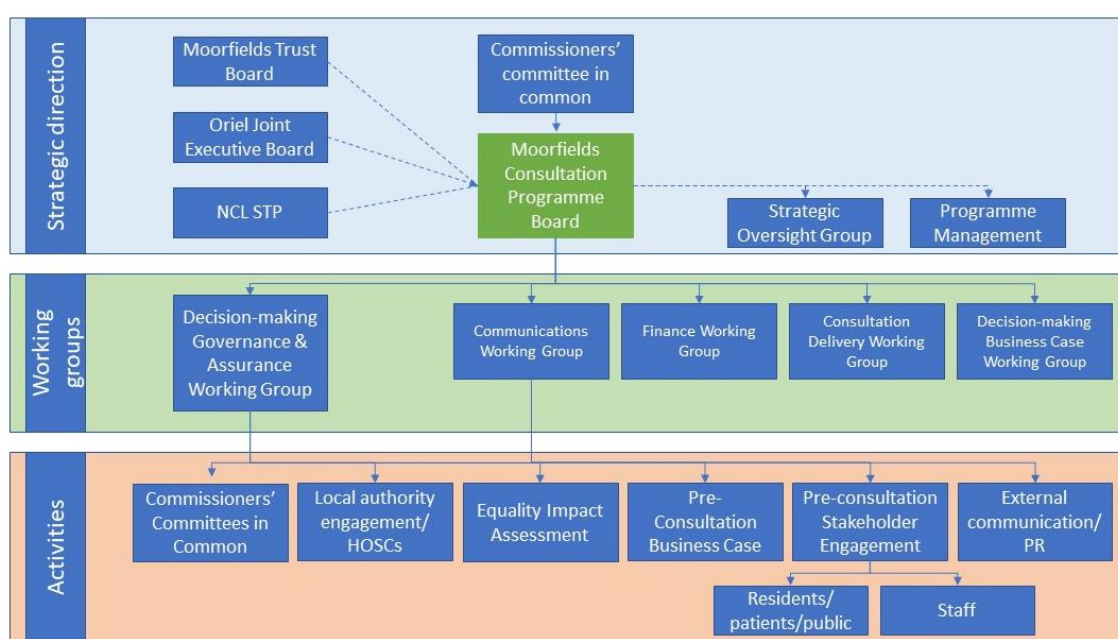 Strategic direction
Moorfields Trust
Board
Oriel Joint
Executive Board
NCL STP
Commissioners’
committee in
common
Moorfields
Consultation
Programme
Board
Strategic
Oversight Group
Programme
Management
Working
groups
Decision-making
Governance &
Assurance
Working Group
Communications
Working Group
Finance Working
Group
Consultation
Delivery Working
Group
Decision-making
Business Case
Working Group
Activities
Commissioners’
Committees in
Common
Local authority
engagement/
HOSCs
Equality Impact
Assessment
Pre-
Consultation
Business Case
Pre-consultation
Stakeholder
Engagement
External
communication/
PR
Residents/
patients/public
Staff